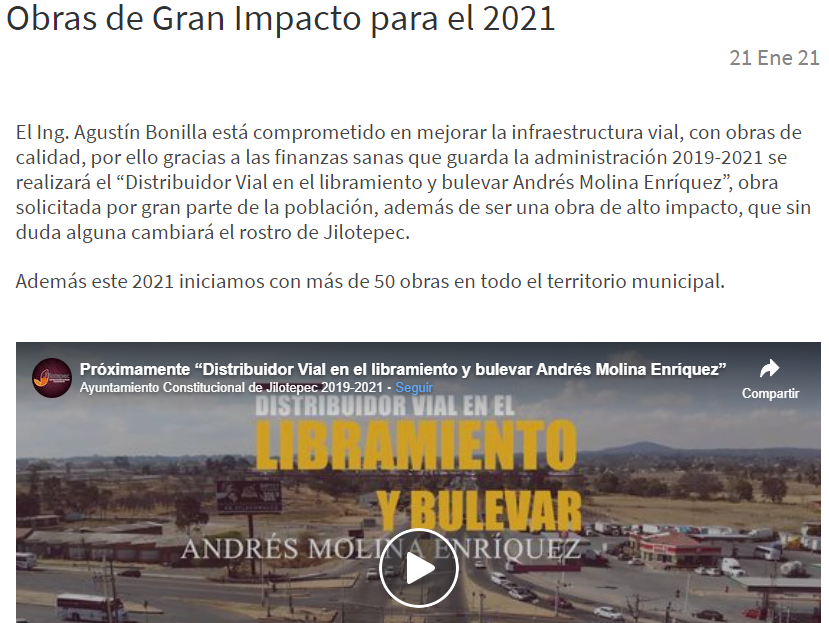 Obras de Gran Impacto para el 2021
21 Ene 21
El Ing. Agustín Bonilla está comprometido en mejorar la infraestructura vial, con obras de
calidad, por ello gracias a las finanzas sanas que guarda la administración 2019-2021 se
realizará el “Distribuidor Vial en el libramiento y bulevar Andrés Molina Enríquez”, obra
solicitada por gran parte de la población, además de ser una obra de alto impacto, que sin
duda alguna cambiará el rostro de Jilotepec.
Además este 2021 iniciamos con más de 50 obras en todo el territorio municipal.
Próximamente “Distribuidor Vial en el libramiento y bulevar Andrés Molina Enríquez”
Ayuntamiento Constitucional de Jilotepec 2019-2021 - Seguir
Compartir
DISTRIBUIDOR VIAL EN EL
LIBRAMIENTO
Y BULEVAR
ANDRÉS MOLINA ENRÍQUEZ